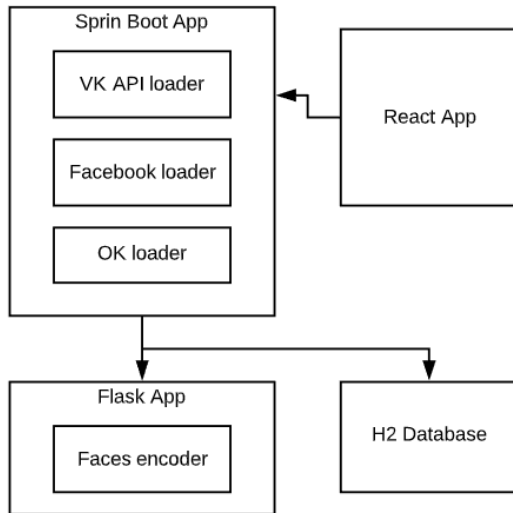 Sprin Boot App
VK API loader
Facebook loader
OK loader
React App
Flask App
Faces encoder
H2 Database